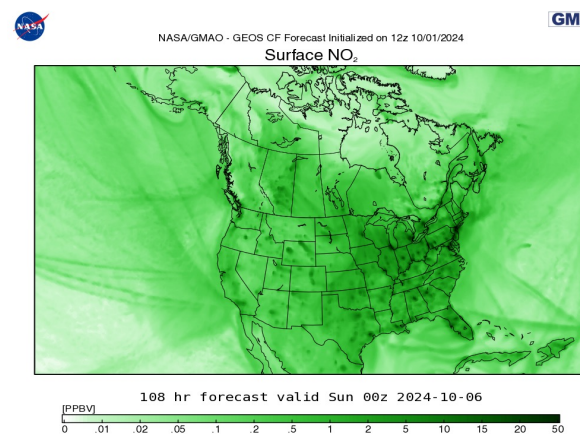 NASA
GM
NASA/GMAO - GEOS CF Forecast Initialized on 12z 10/01/2024
Surface NO₂
108 hr forecast valid Sun 00z 2024-10-06
[PPBV]
0 .01 .02 .05 .1 .2 .5 1 2 5 10 15 20 50